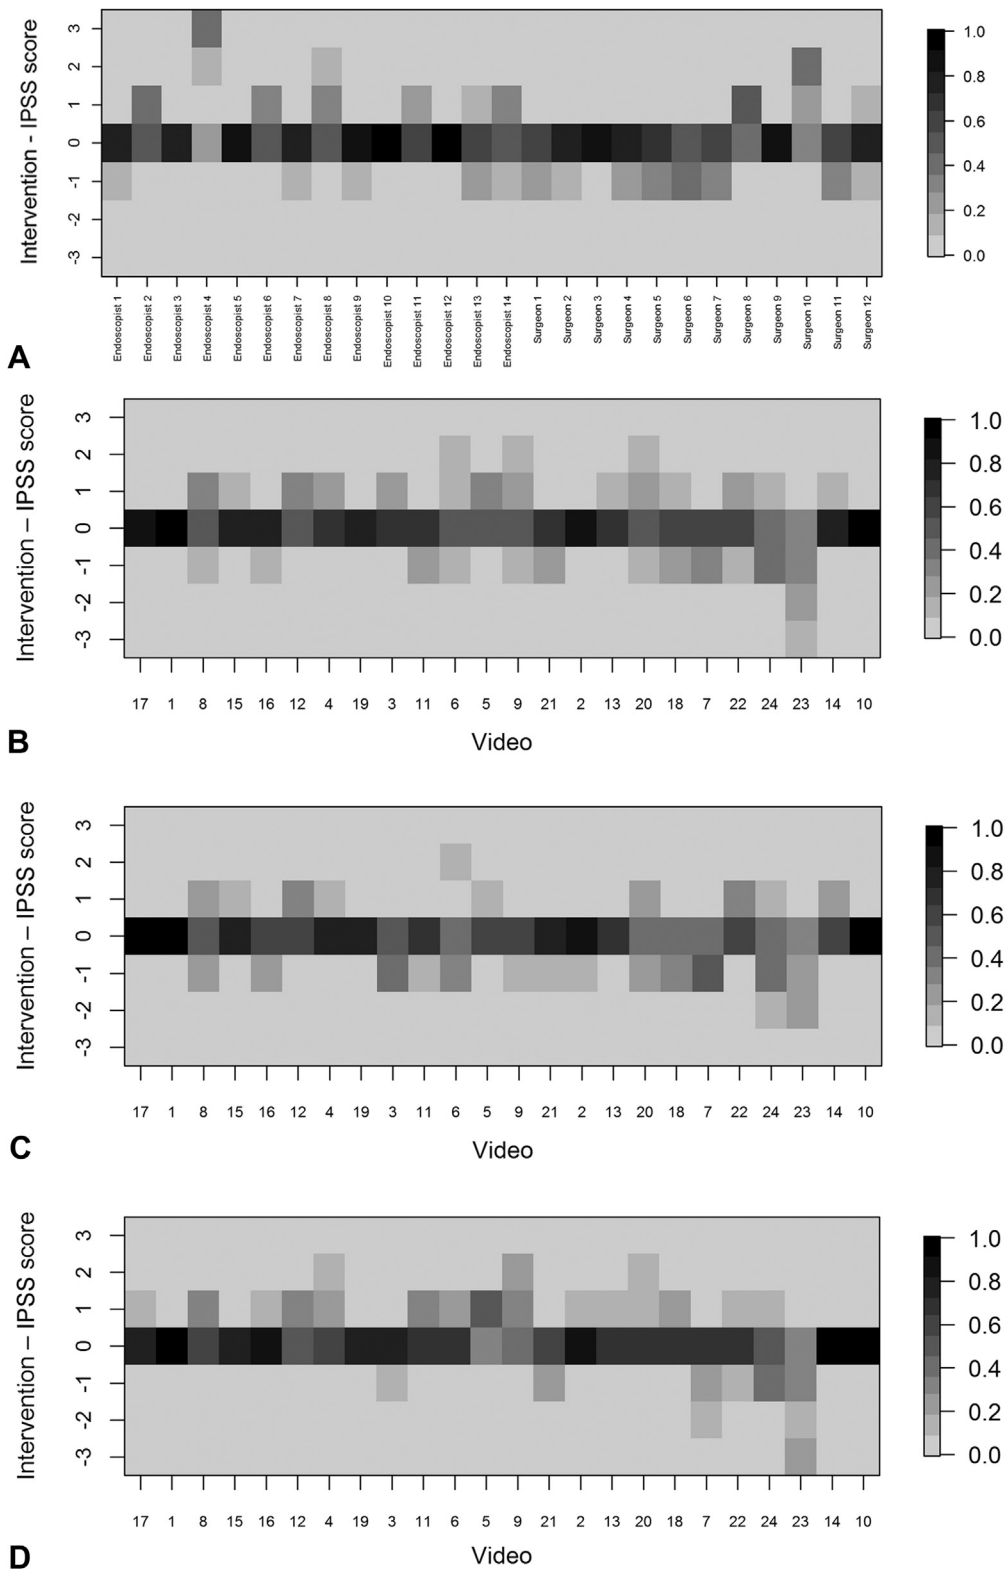 Intervention - IPSS score
3
2
1
0
-1
-2
-3
1.0
0.8
0.6
0.4
0.2
0.0
Endoscopist 1
Endoscopist 2
Endoscopist 3
Endoscopist 4
Endoscopist 5
Endoscopist 6
Endoscopist 7
Endoscopist 8
Endoscopist 9
Endoscopist 10
Endoscopist 11
Endoscopist 12
Endoscopist 13
Endoscopist 14
Surgeon 1
Surgeon 2
Surgeon 3
Surgeon 4
Surgeon 5
Surgeon 6
Surgeon 7
Surgeon 8
Surgeon 9
Surgeon 10
Surgeon 11
Surgeon 12
A
Intervention – IPSS score
3
2
1
0
-1
-2
-3
1.0
0.8
0.6
0.4
0.2
0.0
17 1 8 15 16 12 4 19 3 11 6 5 9 21 2 13 20 18 7 22 24 23 14 10
Video
B
Intervention – IPSS score
3
2
1
0
-1
-2
-3
1.0
0.8
0.6
0.4
0.2
0.0
17 1 8 15 16 12 4 19 3 11 6 5 9 21 2 13 20 18 7 22 24 23 14 10
Video
C
Intervention – IPSS score
3
2
1
0
-1
-2
-3
1.0
0.8
0.6
0.4
0.2
0.0
17 1 8 15 16 12 4 19 3 11 6 5 9 21 2 13 20 18 7 22 24 23 14 10
Video
D